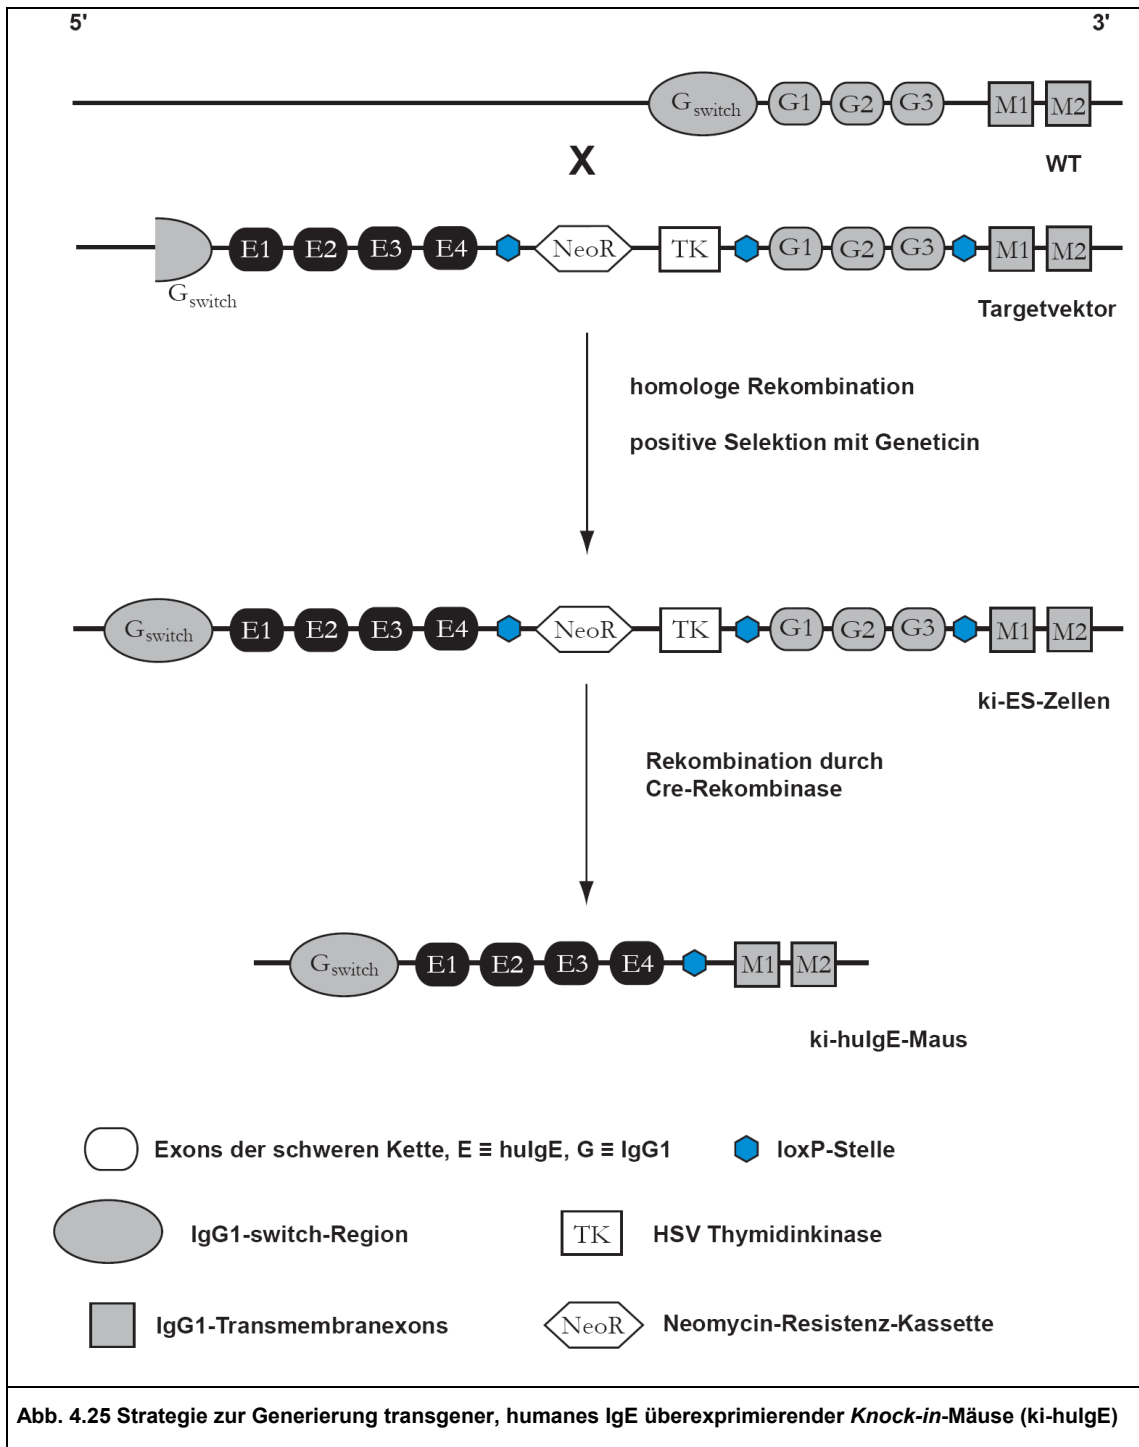 5' 3'
G switch G1 G2 G3 M1 M2
WT
X
E1 E2 E3 E4 NeoR TK G1 G2 G3 M1 M2
G switch
Targetvektor
homologe Rekombination
positive Selektion mit Geneticin
G switch E1 E2 E3 E4 NeoR TK G1 G2 G3 M1 M2
ki-ES-Zellen
Rekombination durch
Cre-Rekombinase
G switch E1 E2 E3 E4 M1 M2
ki-huIgE-Maus
Exons der schweren Kette, E ≡ huIgE, G ≡ IgG1 loxP-Stelle
IgG1-switch-Region TK HSV Thymidinkinase
IgG1-Transmembranexons NeoR Neomycin-Resistenz-Kassette
Abb. 4.25 Strategie zur Generierung transgener, humanes IgE überexprimierender Knock-in-Mäuse (ki-huIgE)